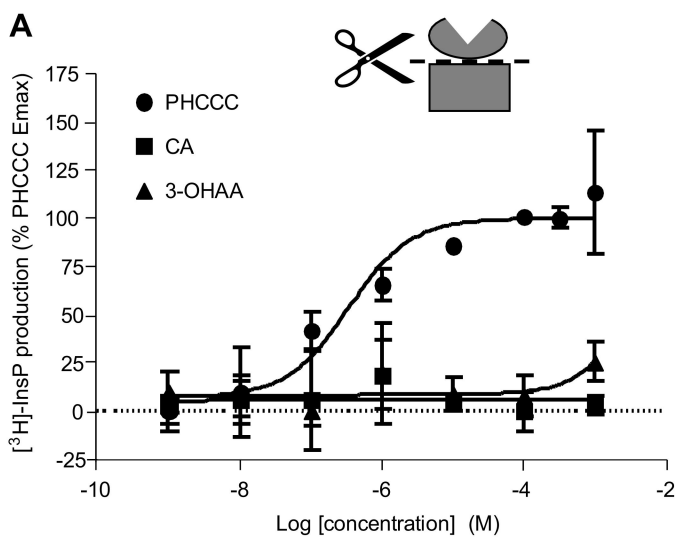 A
PHCCC
CA
3-OHAA
[³H]-InsP production (% PHCCC Emax)
175
150
125
100
75
50
25
0
-25
-10
-8
-6
-4
-2
Log [concentration] (M)